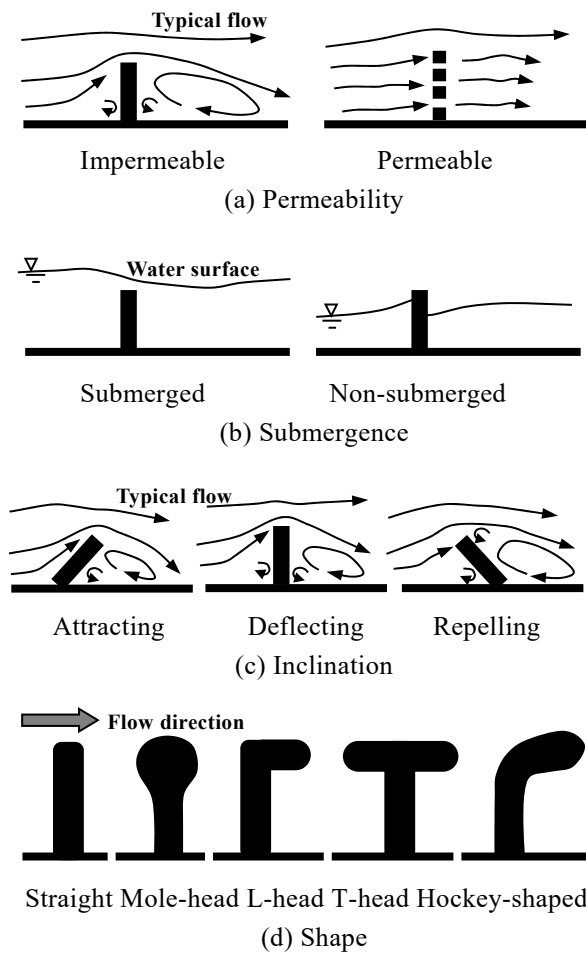 Typical flow
Impermeable Permeable
(a) Permeability
Water surface
Submerged Non-submerged
(b) Submergence
Typical flow
Attracting Deflecting Repelling
(c) Inclination
Flow direction
Straight Mole-head L-head T-head Hockey-shaped
(d) Shape